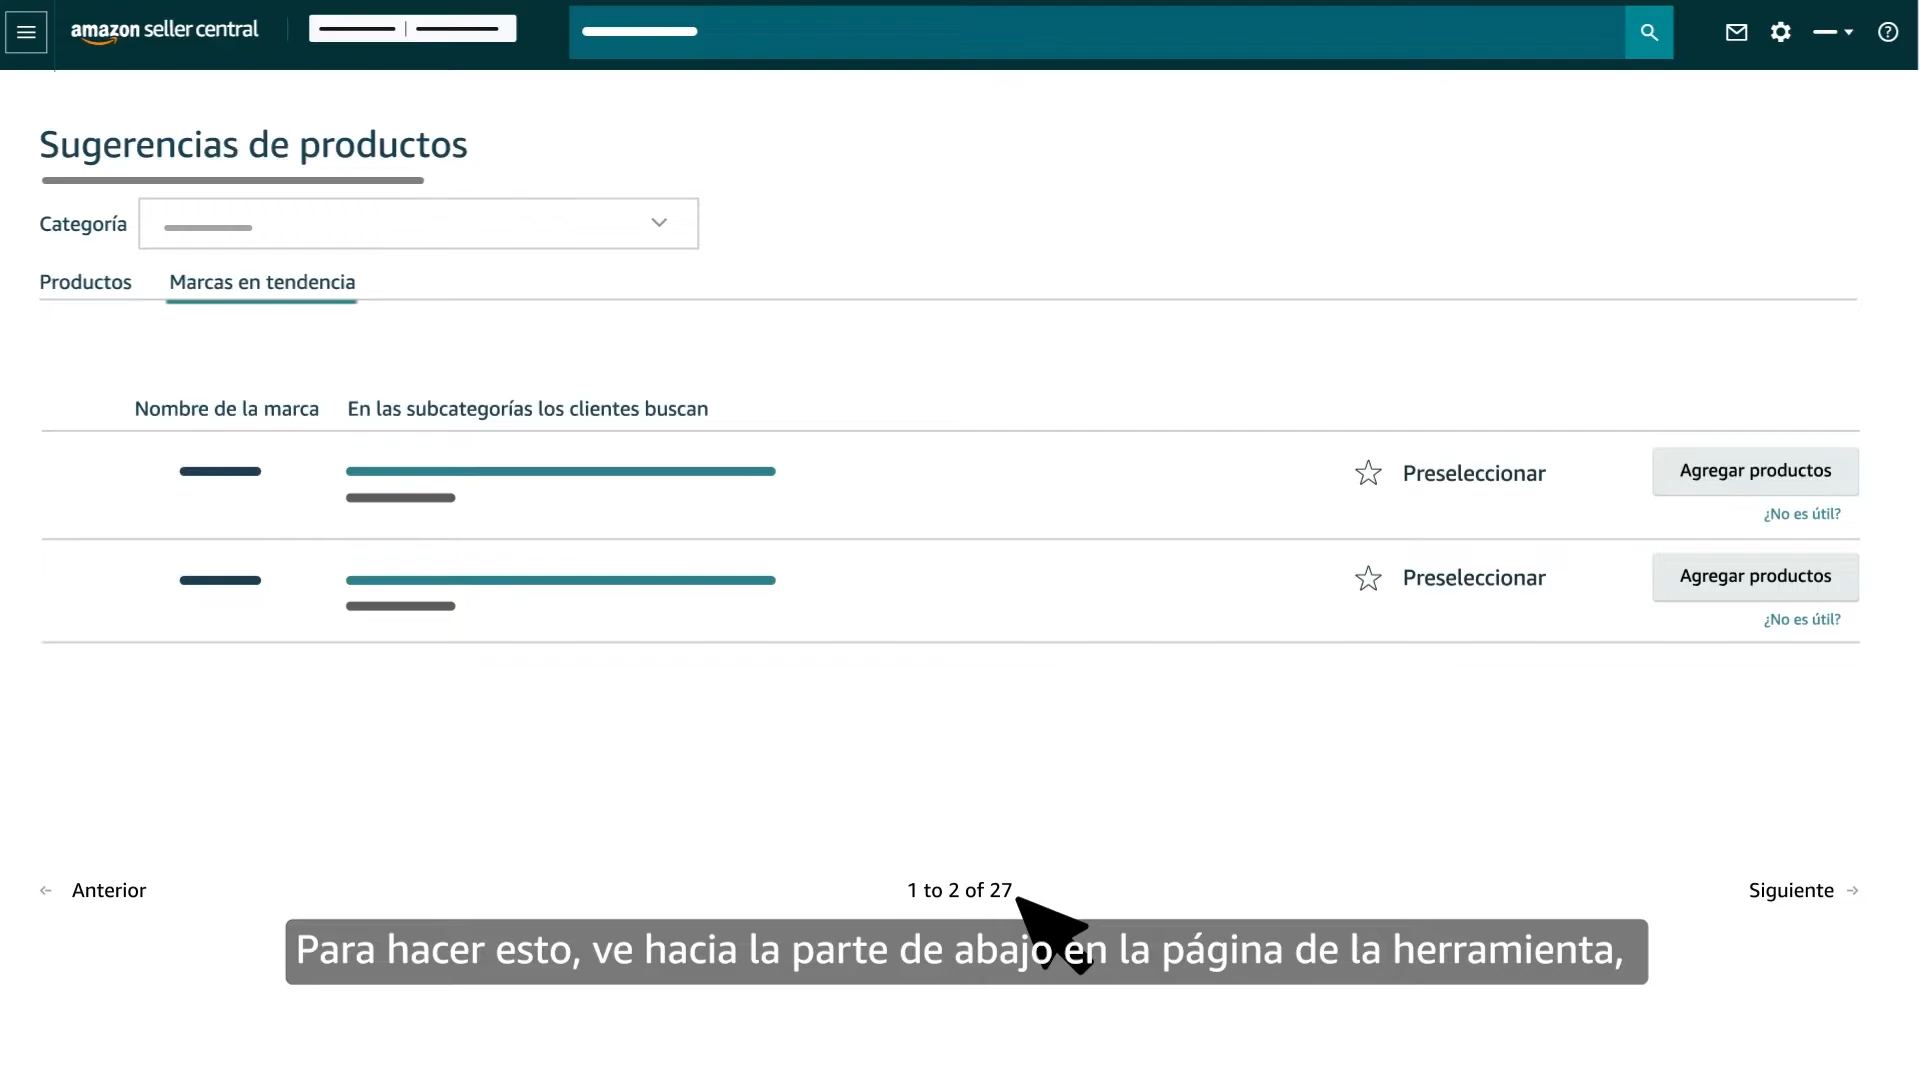 amazon seller central
Sugerencias de productos
Categoría
Productos Marcas en tendencia
Nombre de la marca En las subcategorías los clientes buscan
Preseleccionar Agregar productos
¿No es útil?
Preseleccionar Agregar productos
¿No es útil?
Anterior 1 to 2 of 27 Siguiente
Para hacer esto, ve hacia la parte de abajo en la página de la herramienta,